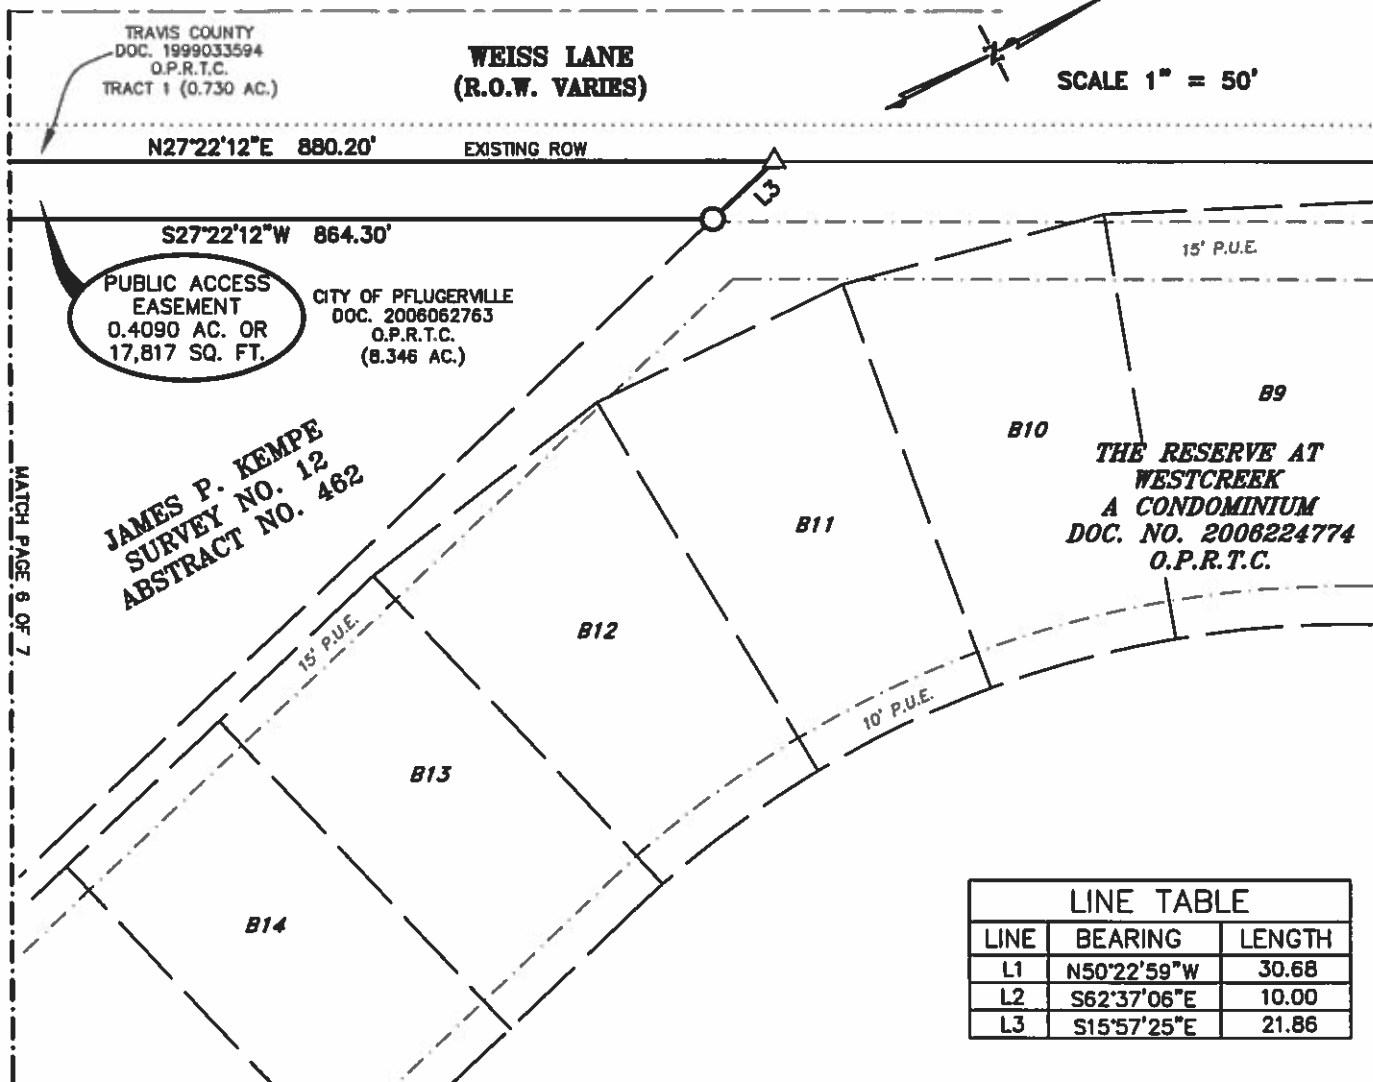 TRAVIS COUNTY
DOC. 1999033594
O.P.R.T.C.
TRACT 1 (0.730 AC.)
WEISS LANE
(R.O.W. VARIES)
N
SCALE 1" = 50'
N27°22'12"E 880.20'
EXISTING ROW
L3
S27°22'12"W 864.30'
15' P.U.E.
PUBLIC ACCESS
EASEMENT
0.4090 AC. OR
17,817 SQ. FT.
CITY OF PFLUGERVILLE
DOC. 2006062763
O.P.R.T.C.
(8.346 AC.)
B9
B10
THE RESERVE AT
WESTCREEK
A CONDOMINIUM
DOC. NO. 2006224774
O.P.R.T.C.
JAMES P. KEMPE
SURVEY NO. 12
ABSTRACT NO. 462
MATCH PAGE 6 OF 7
B11
B12
15' P.U.E.
10' P.U.E.
B13
B14
LINE TABLE
LINE BEARING LENGTH
L1 N50°22'59"W 30.68
L2 S62°37'06"E 10.00
L3 S15°57'25"E 21.86